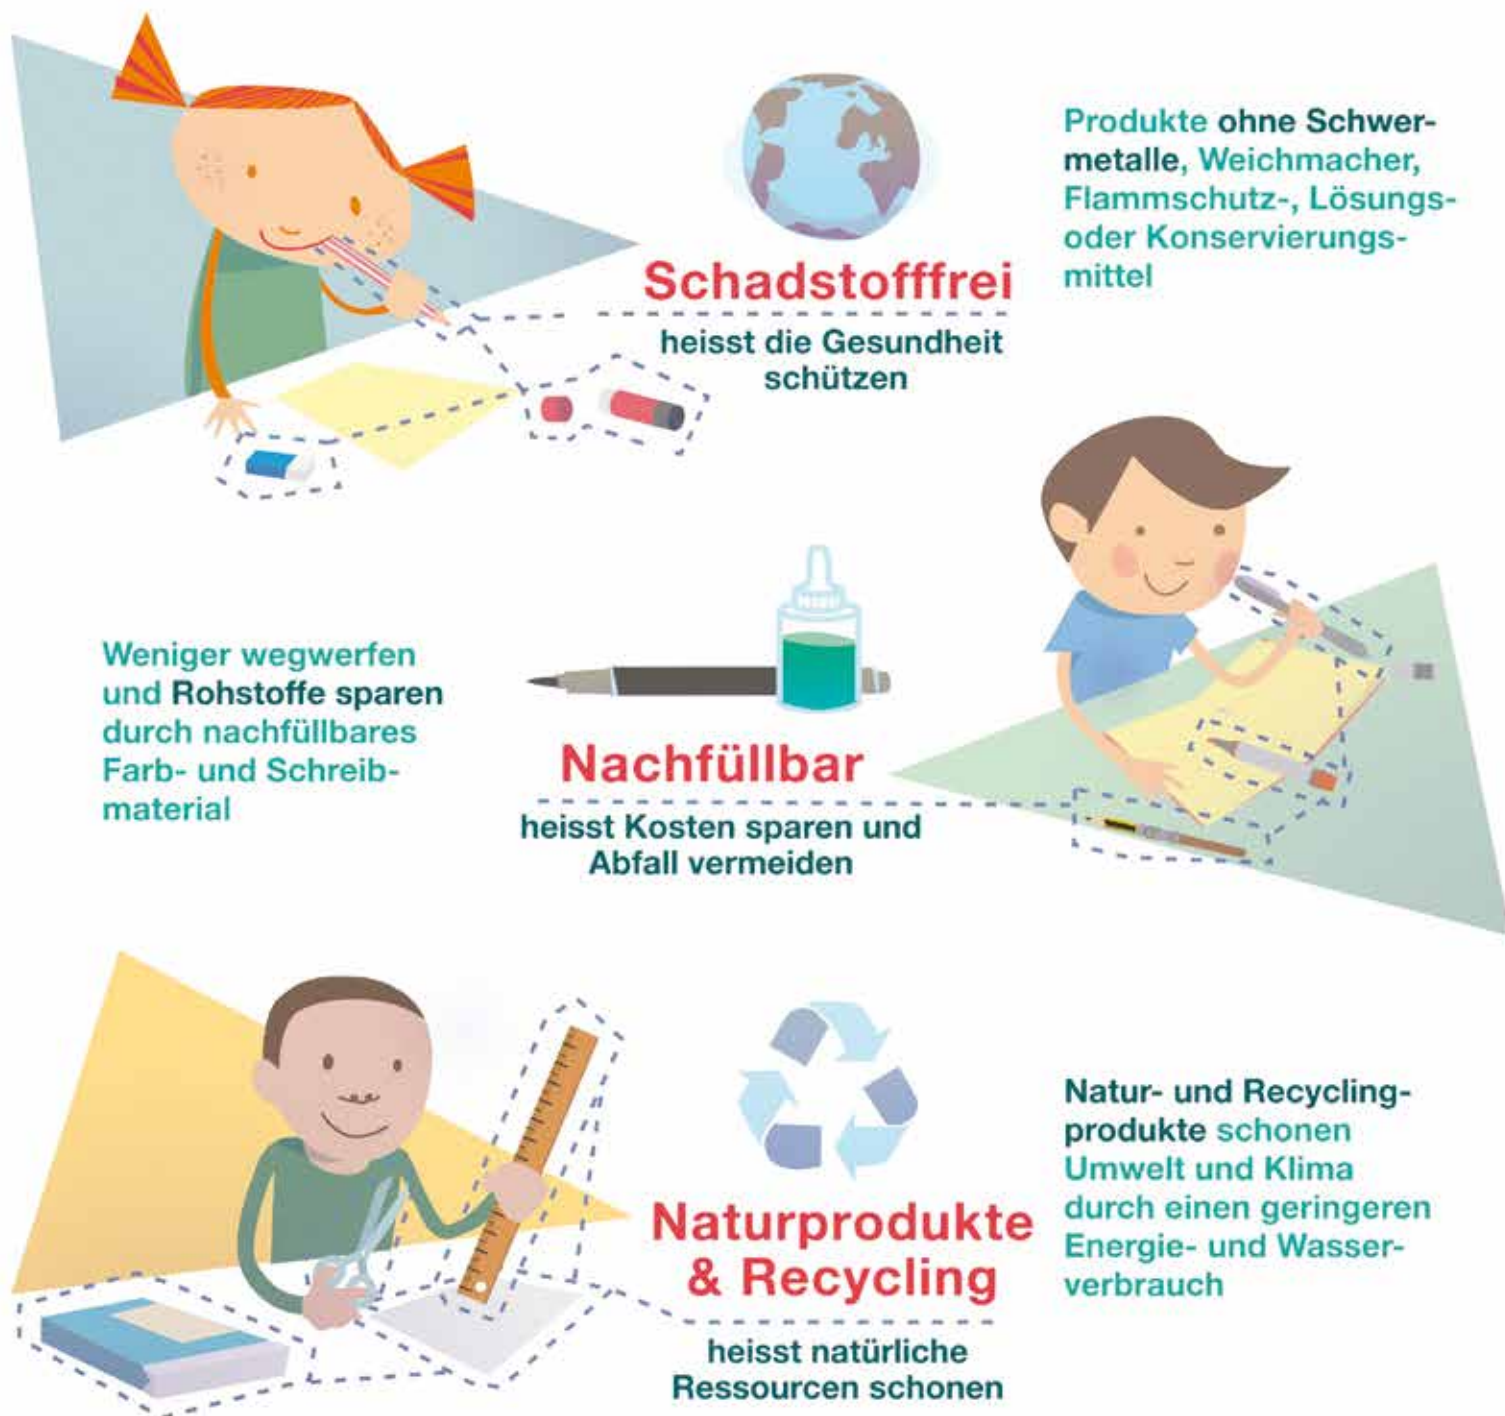 Produkte ohne Schwer-
metalle, Weichmacher,
Flammschutz-, Lösungs-
oder Konservierungs-
mittel
Schadstofffrei
heisst die Gesundheit
schützen
Weniger wegwerfen
und Rohstoffe sparen
durch nachfüllbares
Farb- und Schreib-
material
Nachfüllbar
heisst Kosten sparen und
Abfall vermeiden
Natur- und Recycling-
produkte schonen
Umwelt und Klima
durch einen geringeren
Energie- und Wasser-
verbrauch
Naturprodukte
& Recycling
heisst natürliche
Ressourcen schonen